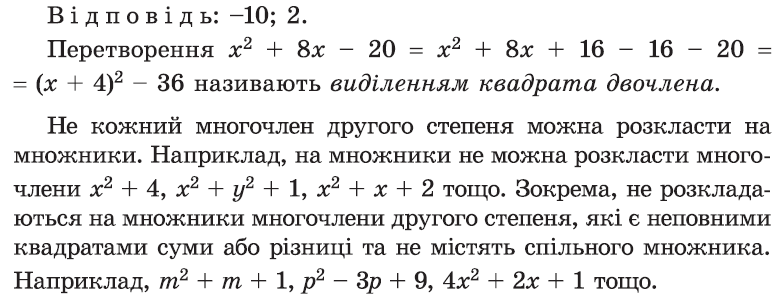 В і д п о в і д ь: –10; 2.
Перетворення x² + 8x − 20 = x² + 8x + 16 − 16 − 20 =
= (x + 4)² − 36 називають виділенням квадрата двочлена.
Не кожний многочлен другого степеня можна розкласти на
множники. Наприклад, на множники не можна розкласти много-
члени x² + 4, x² + y² + 1, x² + x + 2 тощо. Зокрема, не розклада-
ються на множники многочлени другого степеня, які є неповними
квадратами суми або різниці та не містять спільного множника.
Наприклад, m² + m + 1, p² − 3p + 9, 4x² + 2x + 1 тощо.